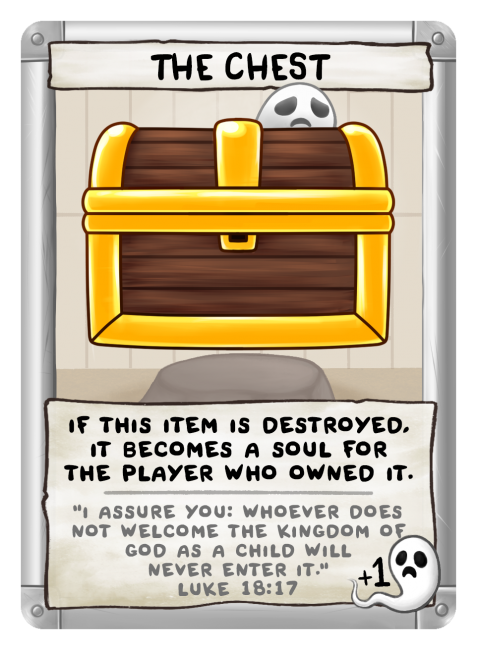 THE CHEST
IF THIS ITEM IS DESTROYED,
IT BECOMES A SOUL FOR
THE PLAYER WHO OWNED IT.
"I ASSURE YOU: WHOEVER DOES
NOT WELCOME THE KINGDOM OF
GOD AS A CHILD WILL
NEVER ENTER IT."
LUKE 18:17
+1